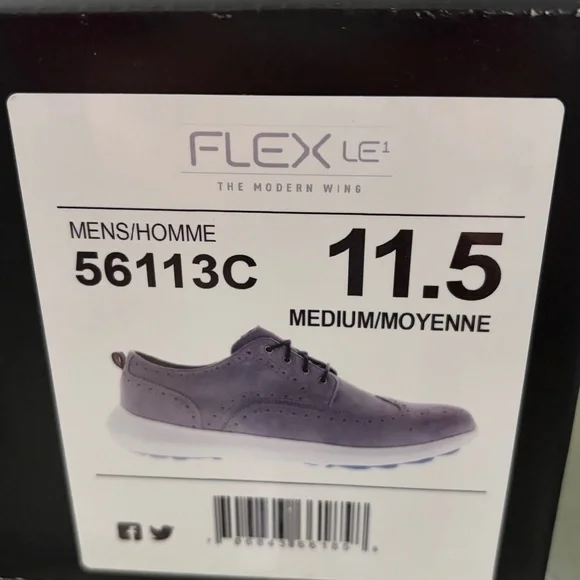 FLEX LE¹
THE MODERN WING
MENS/HOMME
56113C
11.5
MEDIUM/MOYENNE